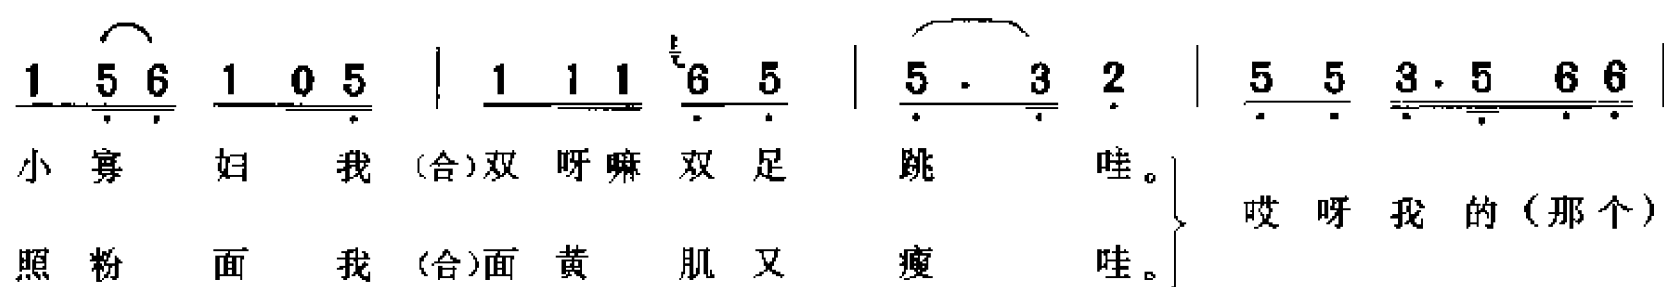 1 5 6 1 0 5 | 1 1 1 6 5 | 5 . 3 2 | 5 5 3 . 5 6 6 |
小寡 妇 我 (合)双呀嘛双足 跳 哇。
哎呀我的(那个)
照粉 面 我 (合)面黄 肌又 瘦 哇。